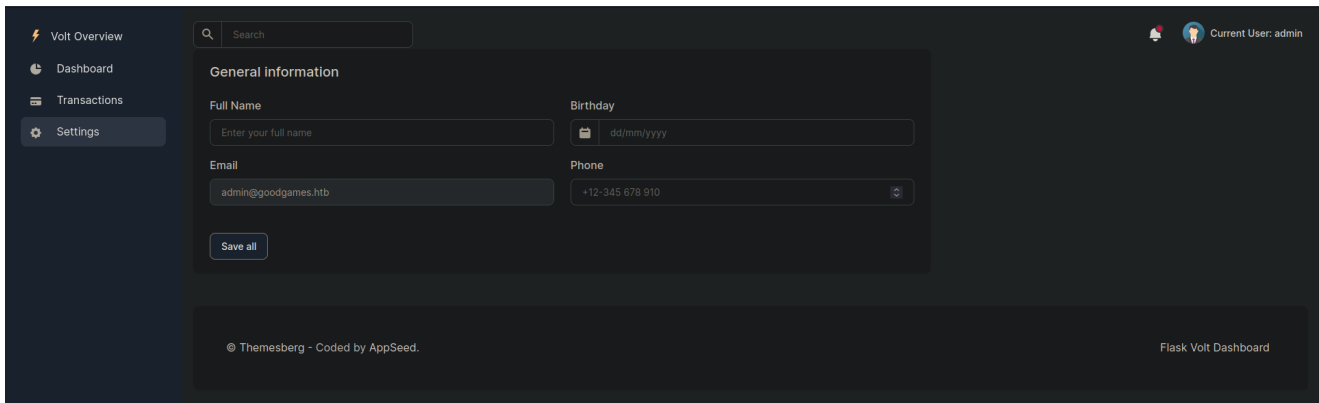 Volt Overview
Dashboard
Transactions
Settings
Search
Current User: admin
General information
Full Name
Birthday
Enter your full name
dd/mm/yyyy
Email
Phone
admin@goodgames.htb
+12-345 678 910
Save all
© Themesberg - Coded by AppSeed.
Flask Volt Dashboard